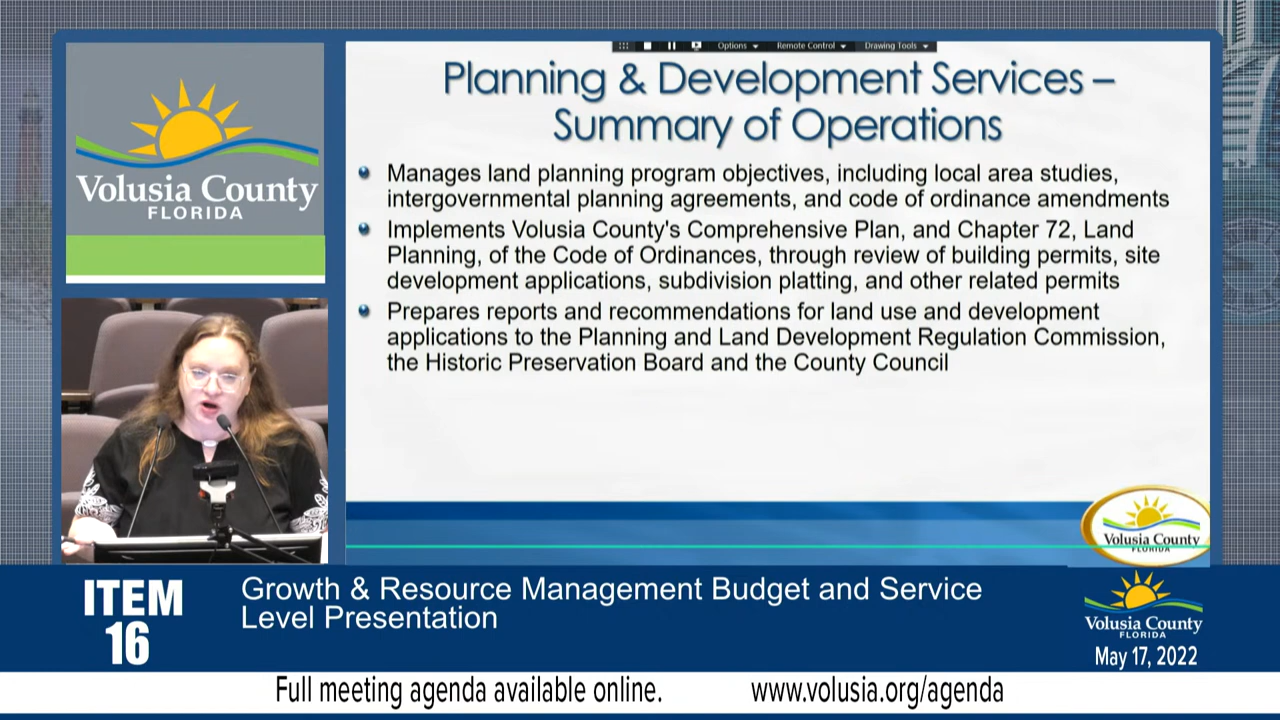 Options
Remote Control
Drawing Tools
Planning & Development Services –
Summary of Operations
Volusia County
FLORIDA
Manages land planning program objectives, including local area studies,
intergovernmental planning agreements, and code of ordinance amendments
Implements Volusia County's Comprehensive Plan, and Chapter 72, Land
Planning, of the Code of Ordinances, through review of building permits, site
development applications, subdivision platting, and other related permits
Prepares reports and recommendations for land use and development
applications to the Planning and Land Development Regulation Commission,
the Historic Preservation Board and the County Council
Volusia County
FLORIDA
ITEM
16
Growth & Resource Management Budget and Service
Level Presentation
Volusia County
FLORIDA
May 17, 2022
Full meeting agenda available online.
www.volusia.org/agenda